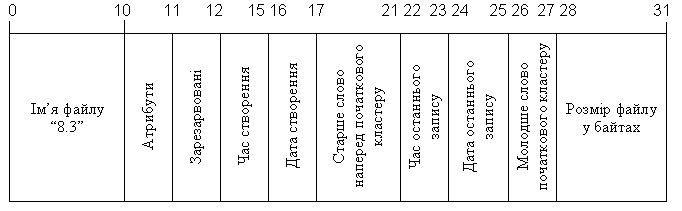 0 10 11 12 15 16 17 21 22 23 24 25 26 27 28 31
Ім’я файлу
“8.3”
Атрибути
Зарезарвовані
Час створення
Дата створення
Старше слово
наперед початкового
кластеру
Час останнього
запису
Дата останнього
запису
Молодше слово
початкового кластеру
Розмір файлу
у байтах